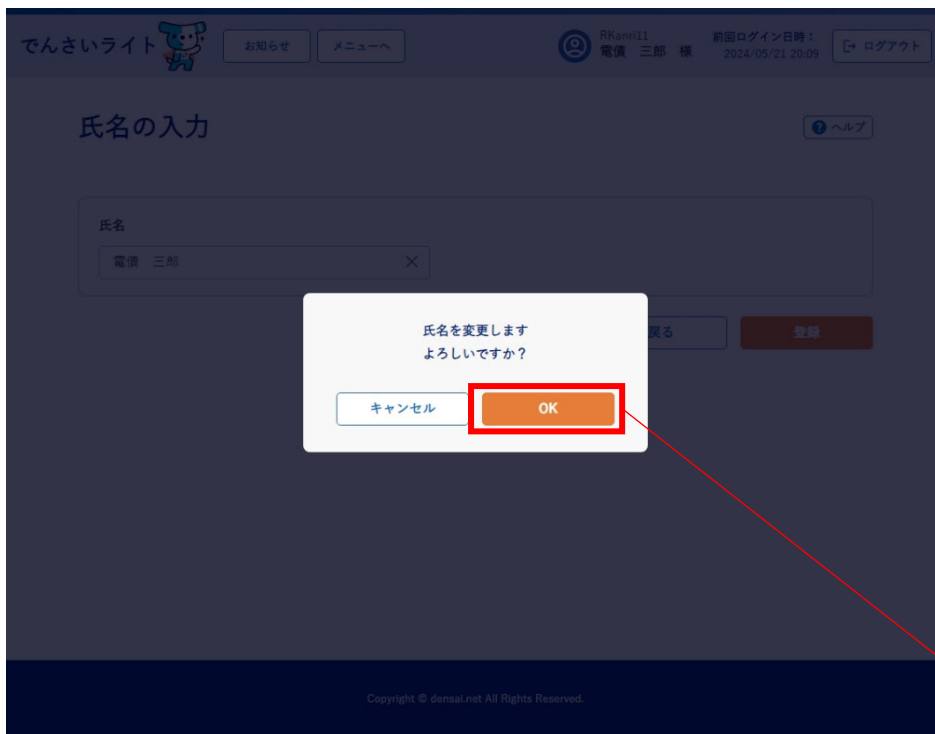 でんさいライト
お知らせ
メニューへ
RKanri11
電債　三郎　様
前回ログイン日時：
2024/05/21 20:09
ログアウト
氏名の入力
ヘルプ
氏名
電債　三郎
氏名を変更します
よろしいですか？
キャンセル
OK
戻る
登録
Copyright © densai.net All Rights Reserved.